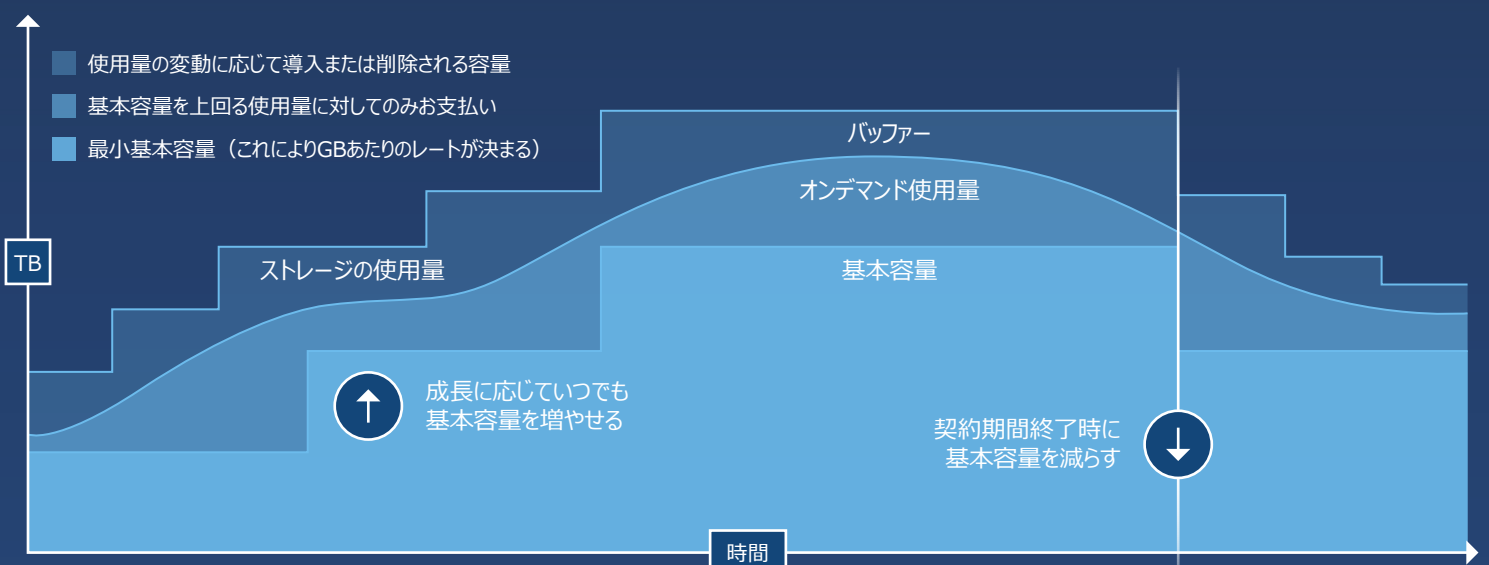 使用量の変動に応じて導入または削除される容量
基本容量を上回る使用量に対してのみお支払い
最小基本容量（これによりGBあたりのレートが決まる）
バッファー
オンデマンド使用量
TB
ストレージの使用量
基本容量
成長に応じていつでも
基本容量を増やせる
契約期間終了時に
基本容量を減らす
時間